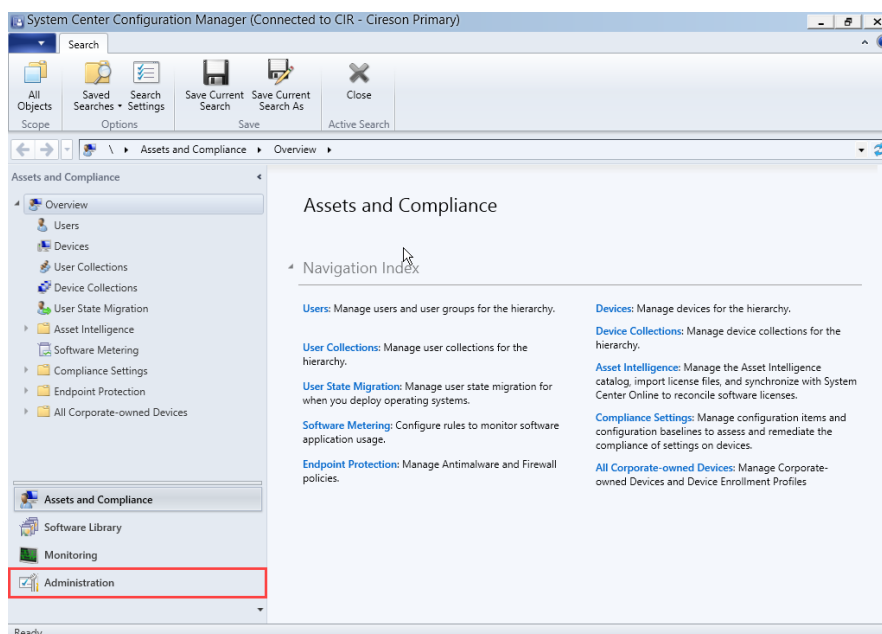 System Center Configuration Manager (Connected to CIR - Cireson Primary)
Search
All Objects
Saved Searches
Search Settings
Save Current Search
Save Current Search As
Close
Scope
Options
Save
Active Search
\ Assets and Compliance Overview
Assets and Compliance
Overview
Users
Devices
User Collections
Device Collections
User State Migration
Asset Intelligence
Software Metering
Compliance Settings
Endpoint Protection
All Corporate-owned Devices
Assets and Compliance
Software Library
Monitoring
Administration
Assets and Compliance
Navigation Index
Users: Manage users and user groups for the hierarchy.
User Collections: Manage user collections for the
hierarchy.
User State Migration: Manage user state migration for
when you deploy operating systems.
Software Metering: Configure rules to monitor software
application usage.
Endpoint Protection: Manage Antimalware and Firewall
policies.
Devices: Manage devices for the hierarchy.
Device Collections: Manage device collections for the
hierarchy.
Asset Intelligence: Manage the Asset Intelligence
catalog, import license files, and synchronize with System
Center Online to reconcile software licenses.
Compliance Settings: Manage configuration items and
configuration baselines to assess and remediate the
compliance of settings on devices.
All Corporate-owned Devices: Manage Corporate-
owned Devices and Device Enrollment Profiles
Ready